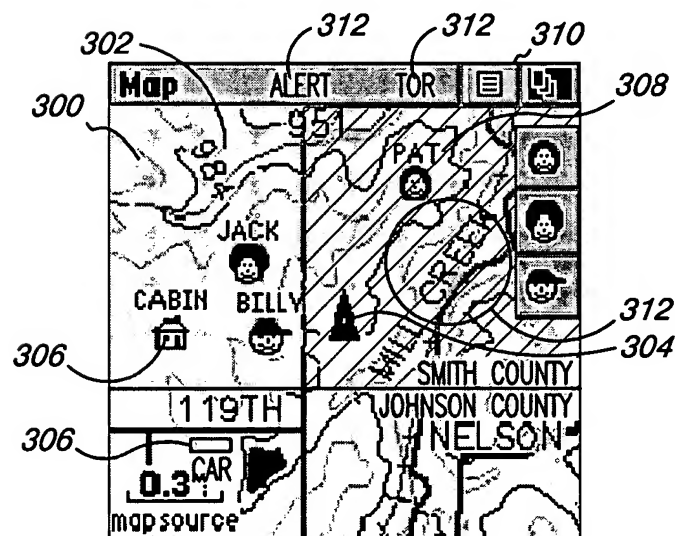 312 312 310
302
Map ALERT TOR
308
300
95
PAT
JACK
CREEK
CABIN BILLY
312
306
304
SMITH COUNTY
119TH JOHNSON COUNTY
NELSON
306
CAR
0.3
mapsource